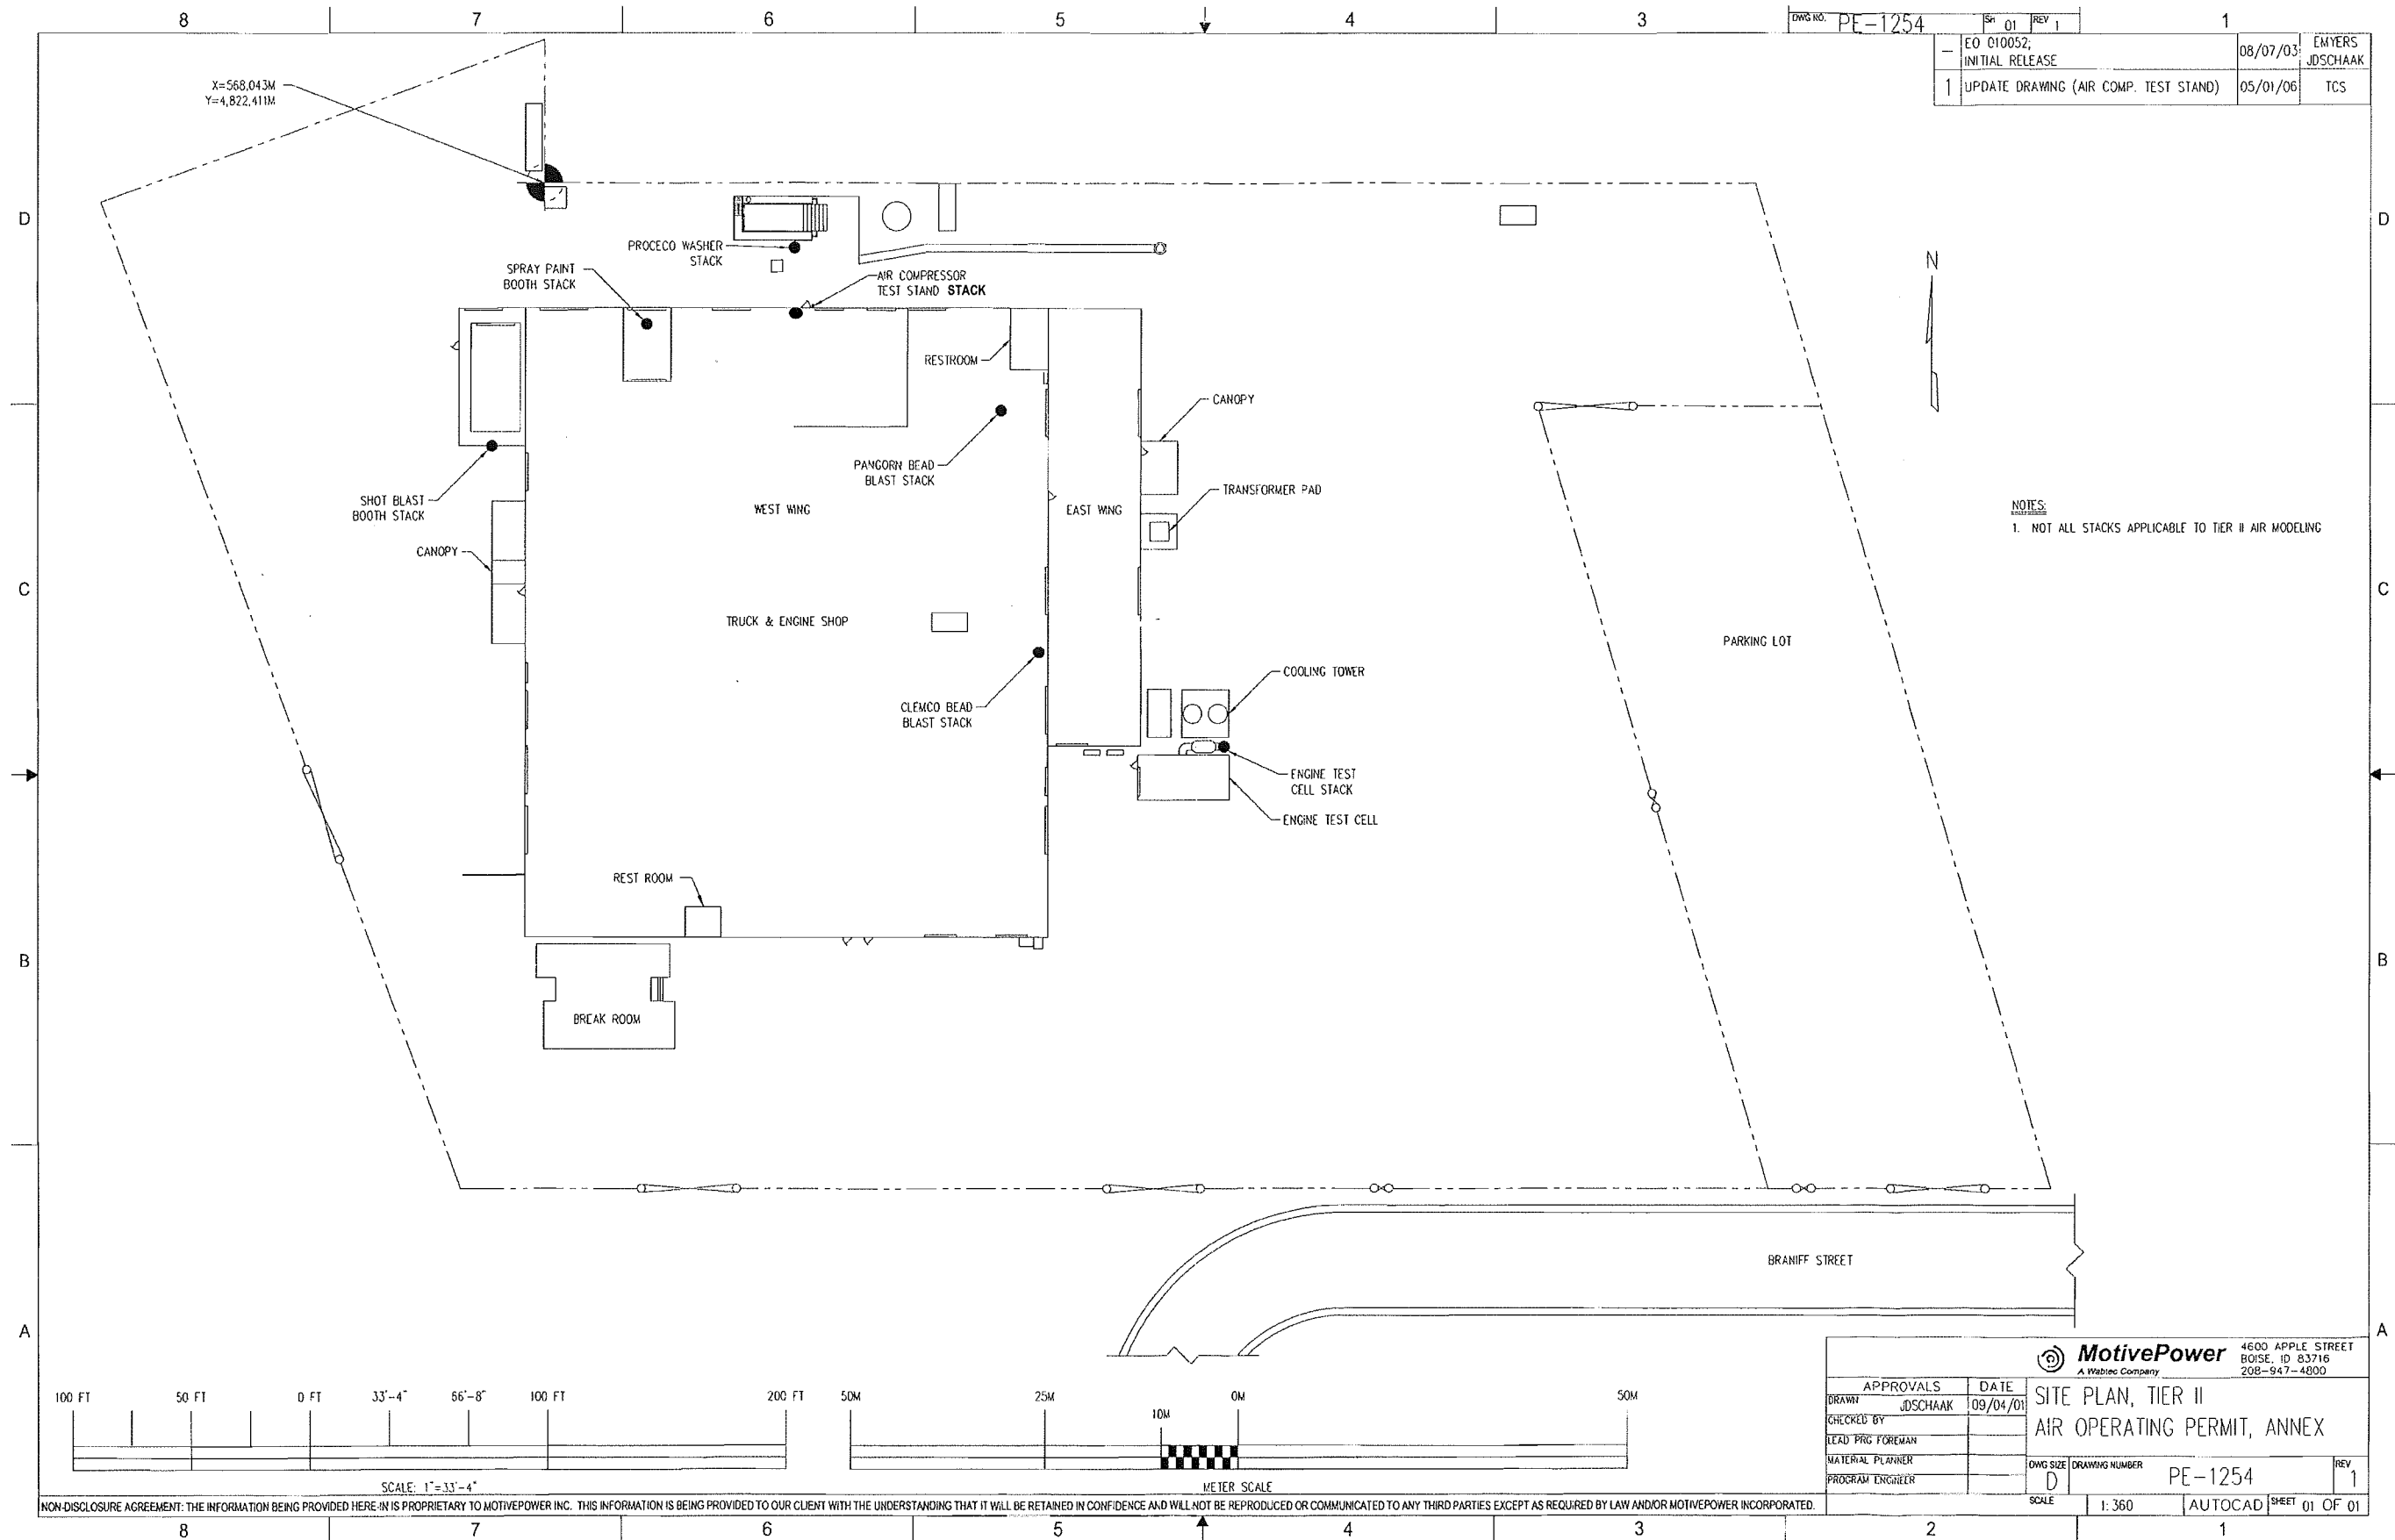 8 7 6 5 4 3 1
DWG NO. PE-1254 SH 01 REV 1
— EO 010052; INITIAL RELEASE 08/07/03 EMYERS JDSCHAAK
1 UPDATE DRAWING (AIR COMP. TEST STAND) 05/01/06 TCS
X=568,043M
Y=4,822,411M
D
D
PROCECO WASHER
STACK
SPRAY PAINT
BOOTH STACK
AIR COMPRESSOR
TEST STAND STACK
N
RESTROOM
CANOPY
PANGORN BEAD
BLAST STACK
SHOT BLAST
BOOTH STACK
TRANSFORMER PAD
WEST WING
EAST WING
NOTES:
1. NOT ALL STACKS APPLICABLE TO TIER II AIR MODELING
CANOPY
C
C
TRUCK & ENGINE SHOP
PARKING LOT
COOLING TOWER
CLEMCO BEAD
BLAST STACK
ENGINE TEST
CELL STACK
ENGINE TEST CELL
REST ROOM
B
B
BREAK ROOM
BRANIFF STREET
A
A
100 FT 50 FT 0 FT 33'-4" 66'-8" 100 FT 200 FT
SCALE: 1"=33'-4"
50M 25M 10M 0M 50M
METER SCALE
MotivePower
A Wabtec Company
4600 APPLE STREET
BOISE, ID 83716
208-947-4800
APPROVALS DATE
DRAWN JDSCHAAK 09/04/01
CHECKED BY
LEAD PRG FOREMAN
MATERIAL PLANNER
PROGRAM ENGINEER
SITE PLAN, TIER II
AIR OPERATING PERMIT, ANNEX
DWG SIZE D DRAWING NUMBER PE-1254 REV 1
SCALE 1:360 AUTOCAD SHEET 01 OF 01
NON-DISCLOSURE AGREEMENT: THE INFORMATION BEING PROVIDED HERE-IN IS PROPRIETARY TO MOTIVEPOWER INC. THIS INFORMATION IS BEING PROVIDED TO OUR CLIENT WITH THE UNDERSTANDING THAT IT WILL BE RETAINED IN CONFIDENCE AND WILL NOT BE REPRODUCED OR COMMUNICATED TO ANY THIRD PARTIES EXCEPT AS REQUIRED BY LAW AND/OR MOTIVEPOWER INCORPORATED.
8 7 6 5 4 3 2 1